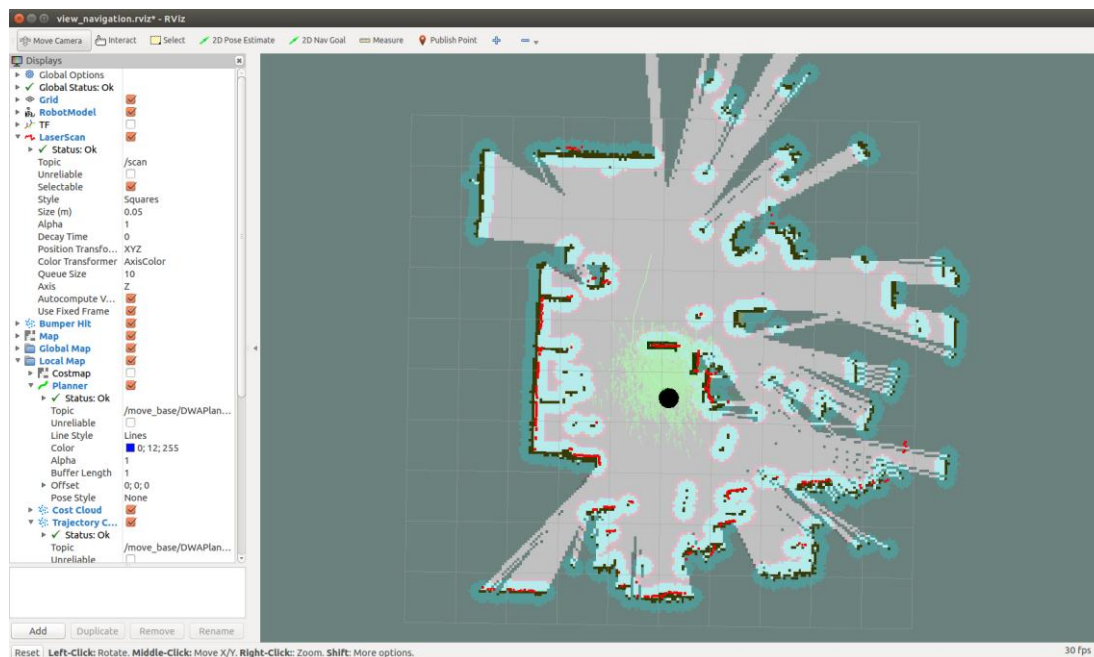 view_navigation.rviz* - RViz
Move Camera Interact Select 2D Pose Estimate 2D Nav Goal Measure Publish Point
Displays
Global Options
Global Status: Ok
Grid
RobotModel
TF
LaserScan
Status: Ok
Topic /scan
Unreliable
Selectable
Style Squares
Size (m) 0.05
Alpha 1
Decay Time 0
Position Transfo... XYZ
Color Transformer AxisColor
Queue Size 10
Axis Z
Autocompute V...
Use Fixed Frame
Bumper Hit
Map
Global Map
Local Map
Costmap
Planner
Status: Ok
Topic /move_base/DWAPlan...
Unreliable
Line Style Lines
Color 0; 12; 255
Alpha 1
Buffer Length 1
Offset 0; 0; 0
Pose Style None
Cost Cloud
Trajectory C...
Status: Ok
Topic /move_base/DWAPlan...
Unreliable
Add Duplicate Remove Rename
Reset Left-Click: Rotate. Middle-Click: Move X/Y. Right-Click:: Zoom. Shift: More options. 30 fps